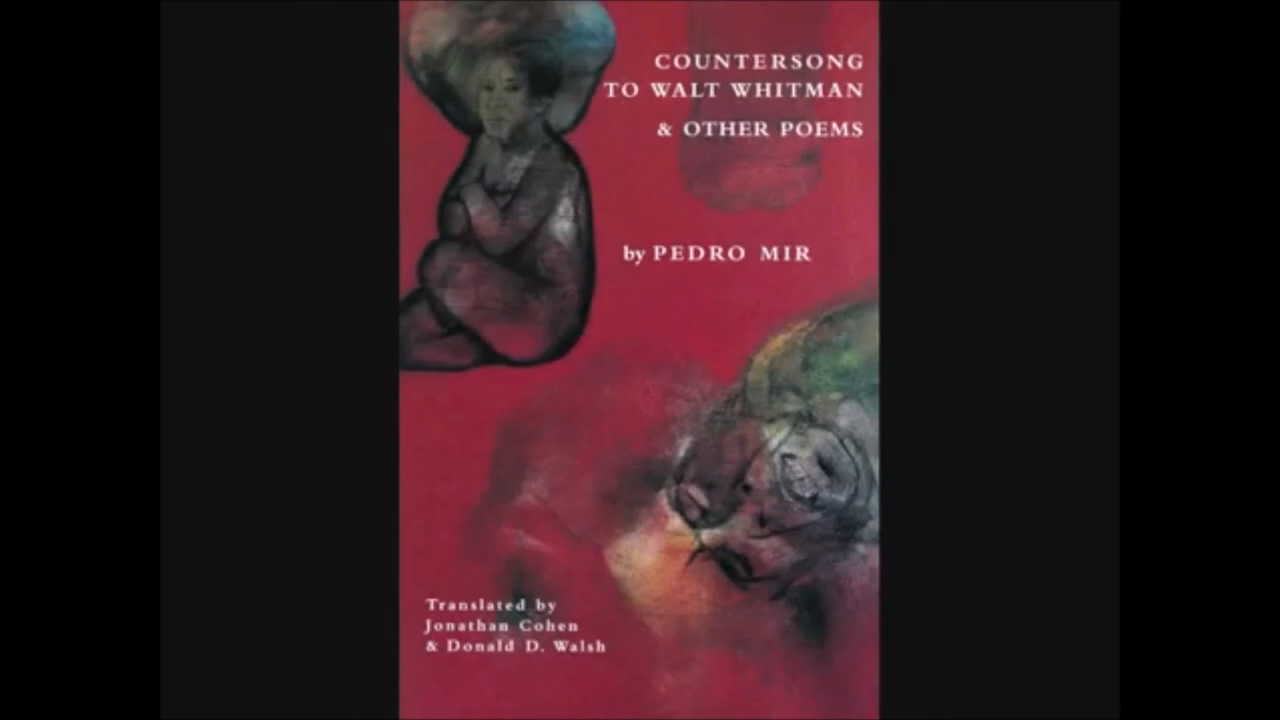 COUNTERSONG
TO WALT WHITMAN
& OTHER POEMS
by PEDRO MIR
Translated by
Jonathan Cohen
& Donald D. Walsh